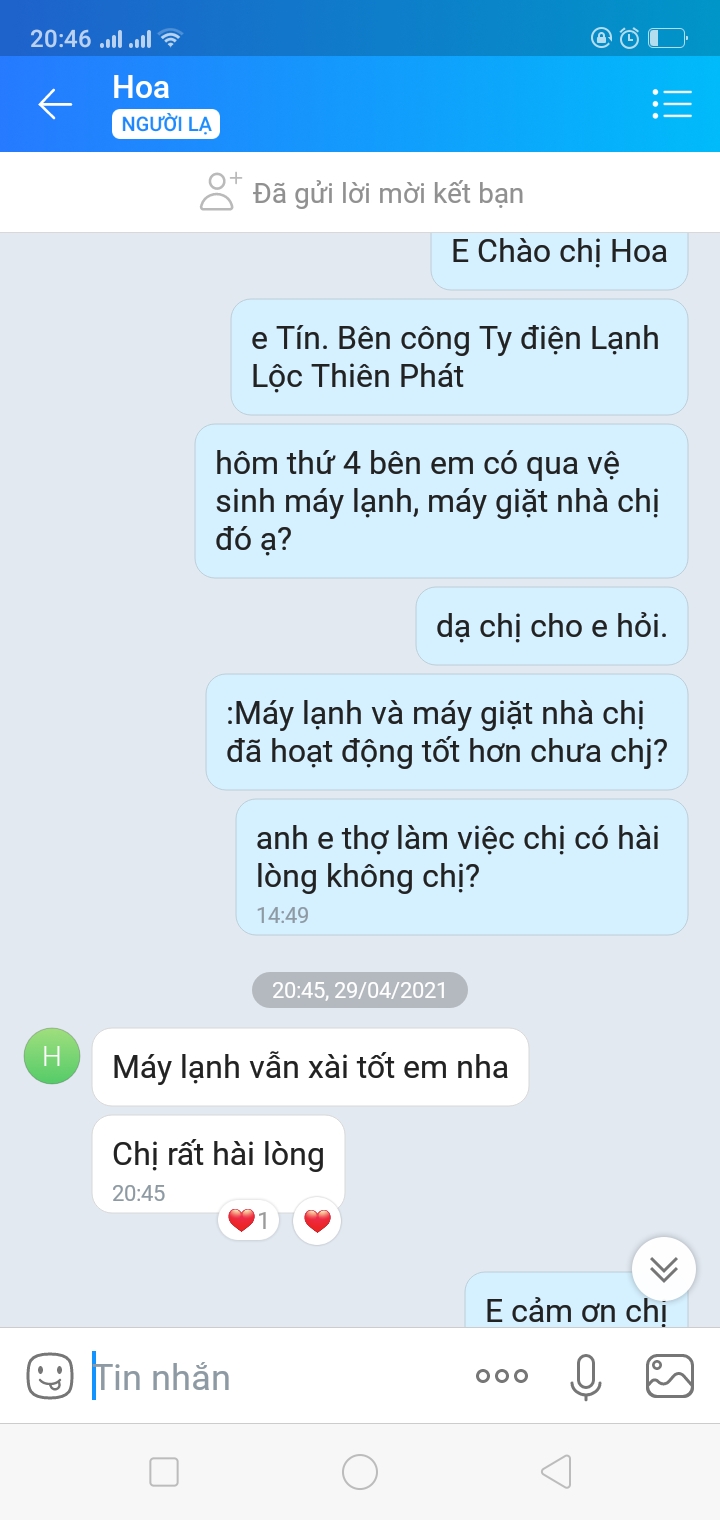 20:46
Hoa
NGƯỜI LẠ
Đã gửi lời mời kết bạn
E Chào chị Hoa
e Tín. Bên công Ty điện Lạnh
Lộc Thiên Phát
hôm thứ 4 bên em có qua vệ
sinh máy lạnh, máy giặt nhà chị
đó ạ?
dạ chị cho e hỏi.
:Máy lạnh và máy giặt nhà chị
đã hoạt động tốt hơn chưa chj?
anh e thợ làm việc chị có hài
lòng không chị?
14:49
20:45, 29/04/2021
H
Máy lạnh vẫn xài tốt em nha
Chị rất hài lòng
20:45
1
E cảm ơn chị
Tin nhắn